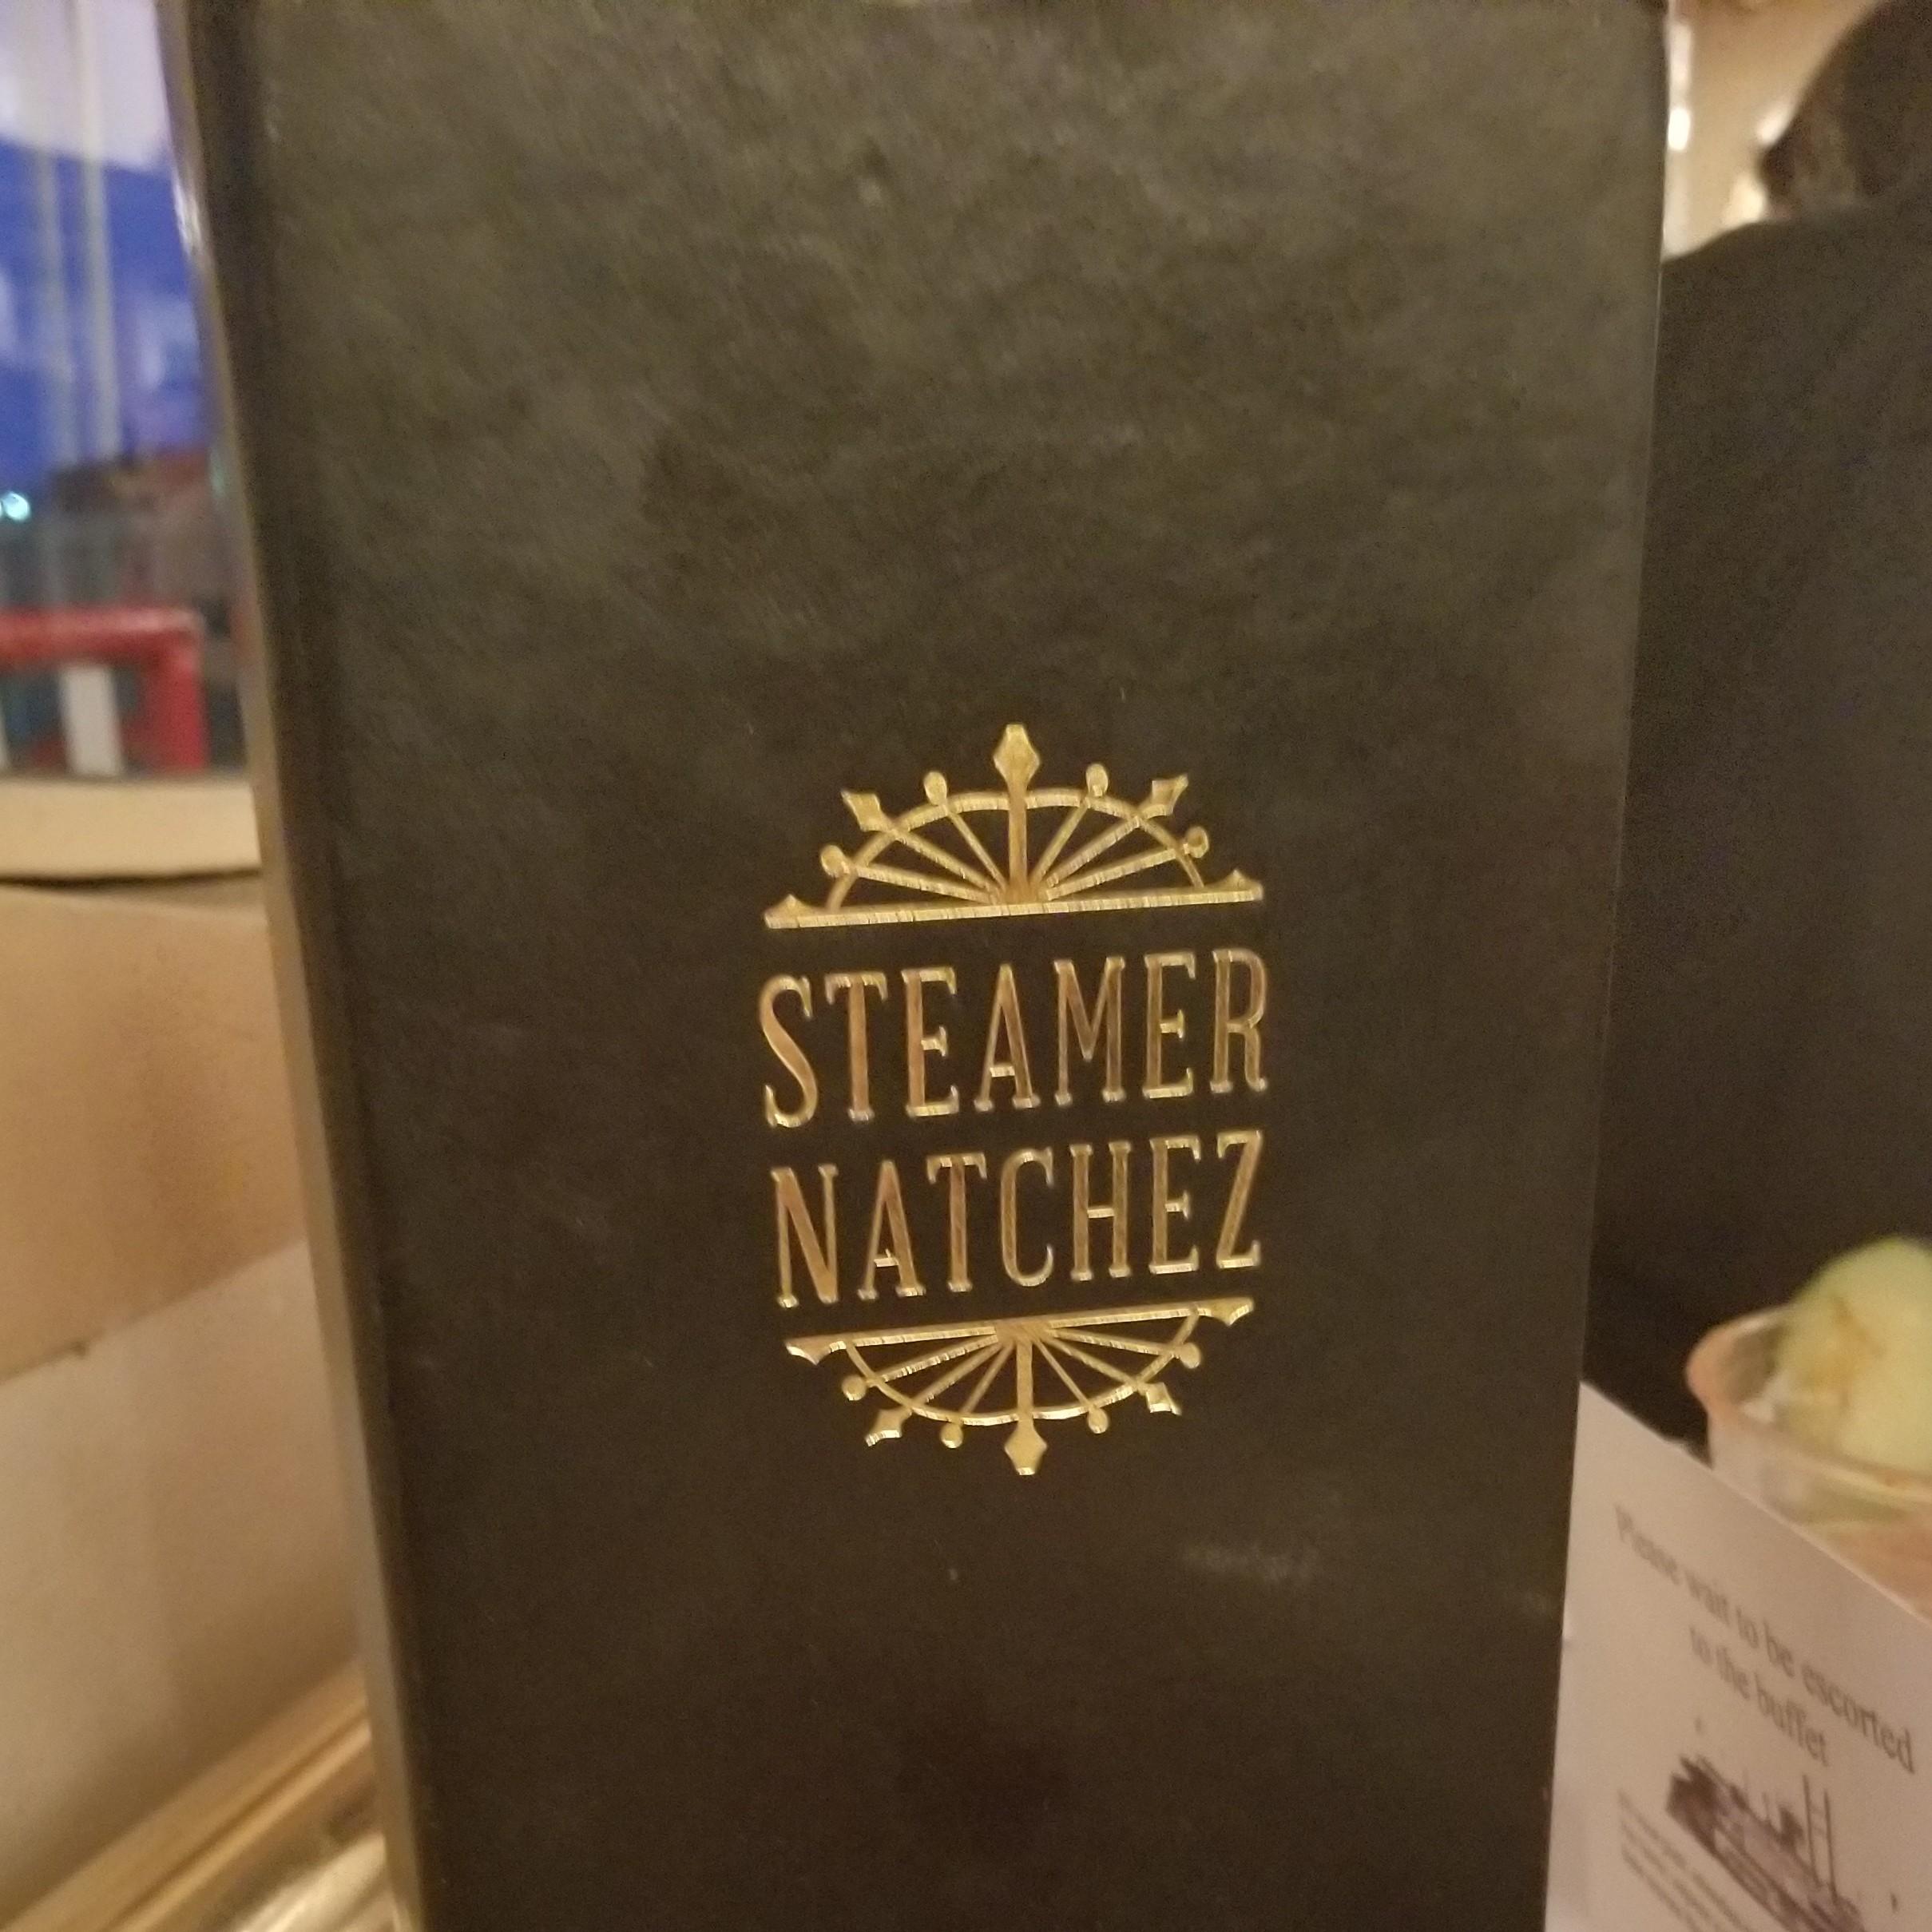 STEAMER
NATCHEZ
Please wait to be escorted
to the buffet